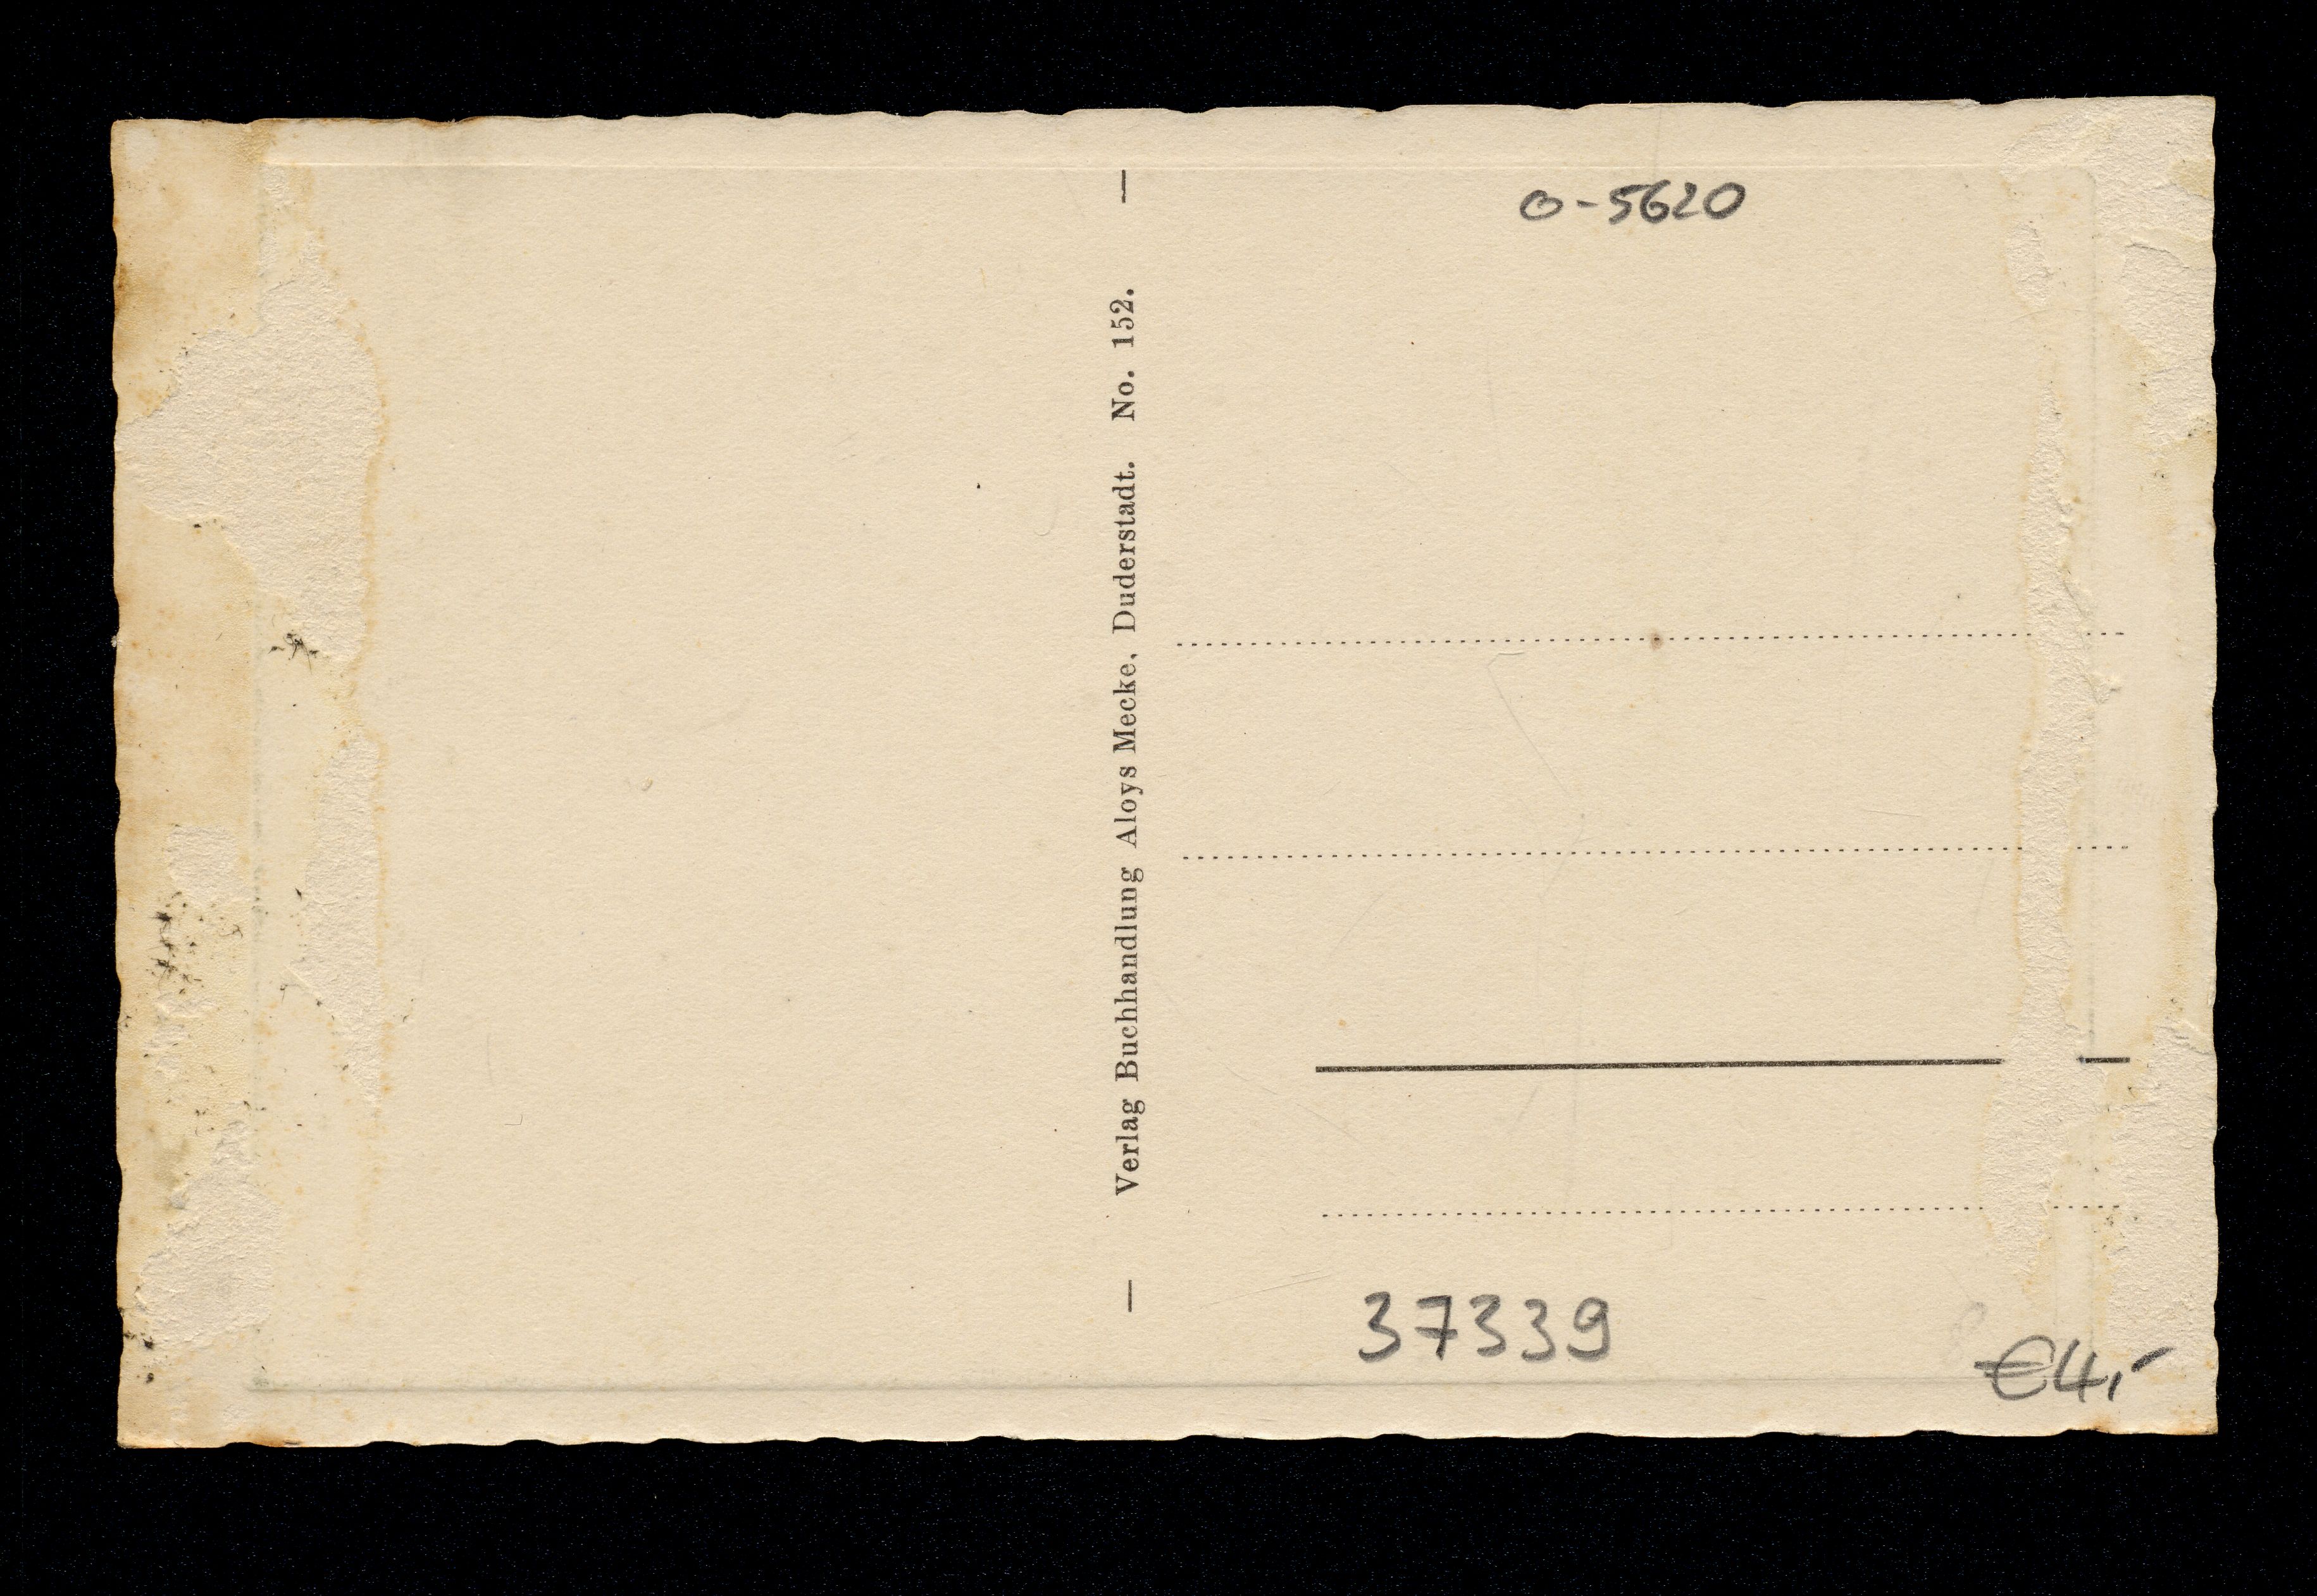 Verlag Buchhandlung Aloys Mecke, Duderstadt. No. 152.
0-5620
37339
€4,-